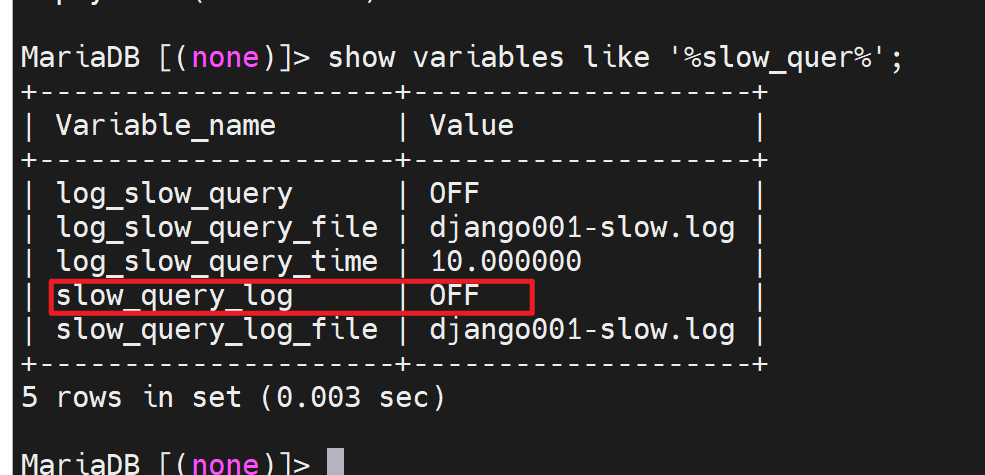 MariaDB [(none)]> show variables like '%slow_quer%';
+---------------------+--------------------+
| Variable_name       | Value              |
+---------------------+--------------------+
| log_slow_query      | OFF                |
| log_slow_query_file | django001-slow.log |
| log_slow_query_time | 10.000000          |
| slow_query_log      | OFF                |
| slow_query_log_file | django001-slow.log |
+---------------------+--------------------+
5 rows in set (0.003 sec)
MariaDB [(none)]>